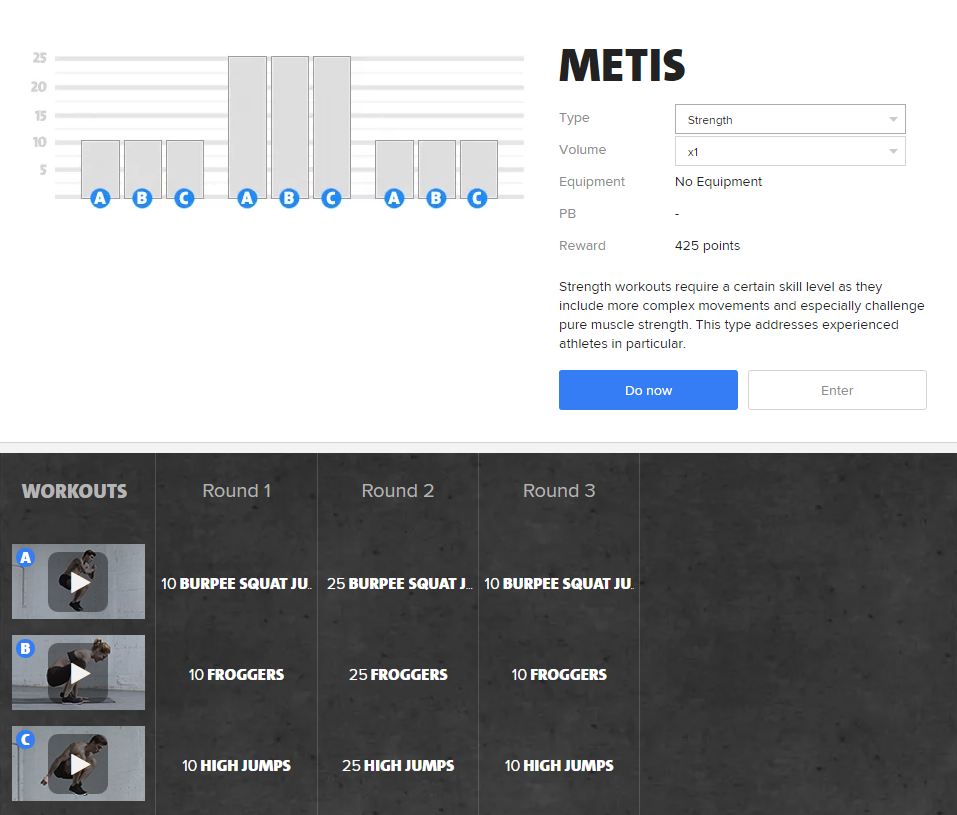 25
20
15
10
5
A B C A B C A B C
METIS
Type Strength
Volume x1
Equipment No Equipment
PB -
Reward 425 points
Strength workouts require a certain skill level as they
include more complex movements and especially challenge
pure muscle strength. This type addresses experienced
athletes in particular.
Do now Enter
WORKOUTS Round 1 Round 2 Round 3
A 10 BURPEE SQUAT JU.. 25 BURPEE SQUAT J... 10 BURPEE SQUAT JU..
B 10 FROGGERS 25 FROGGERS 10 FROGGERS
C 10 HIGH JUMPS 25 HIGH JUMPS 10 HIGH JUMPS